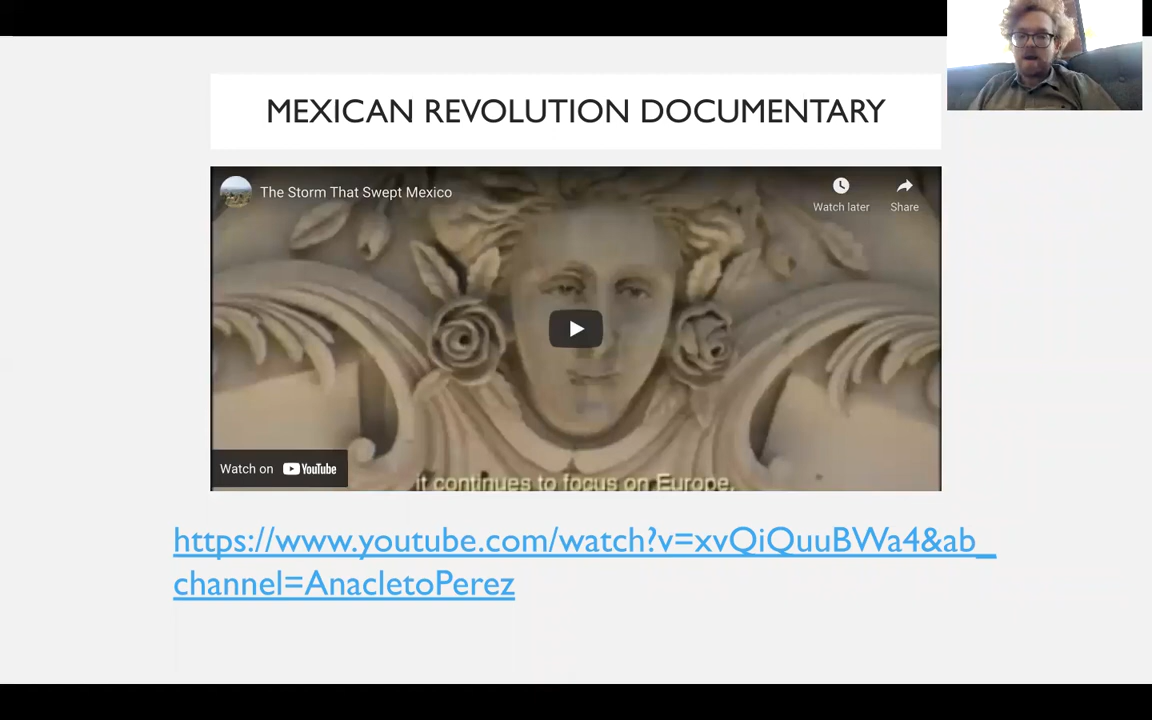 MEXICAN REVOLUTION DOCUMENTARY
The Storm That Swept Mexico
Watch later
Share
Watch on YouTube
it continues to focus on Europe,
https://www.youtube.com/watch?v=xvQiQuuBWa4&ab_
channel=AnacletoPerez